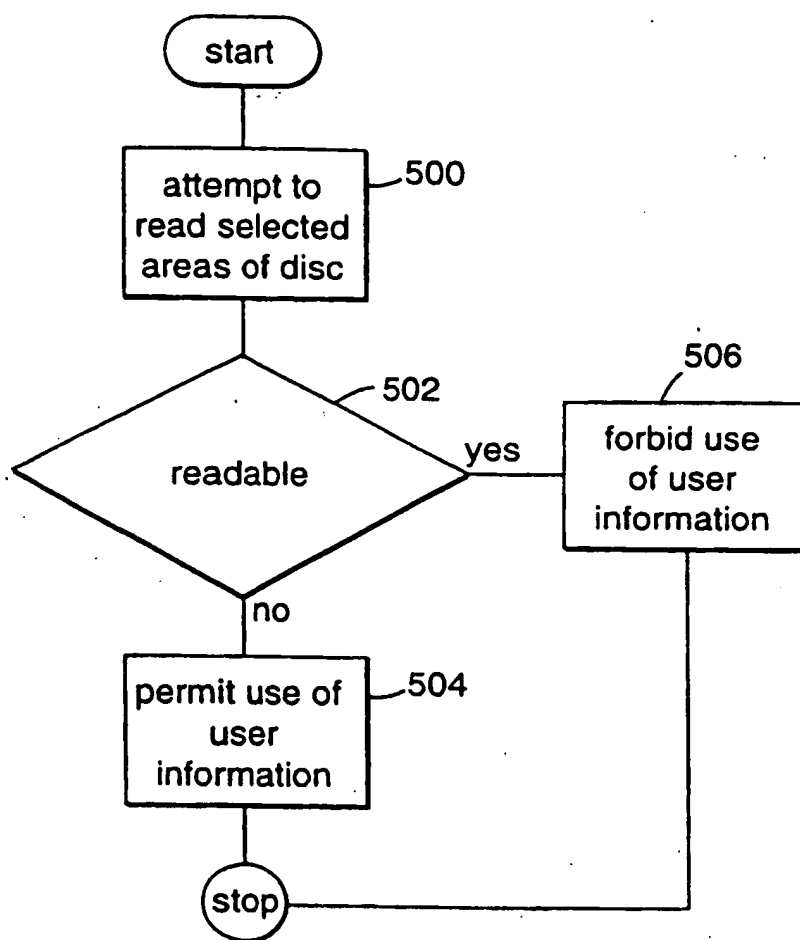 start
attempt to
read selected
areas of disc
500
readable
502
yes
506
forbid use
of user
information
no
permit use of
user
information
504
stop